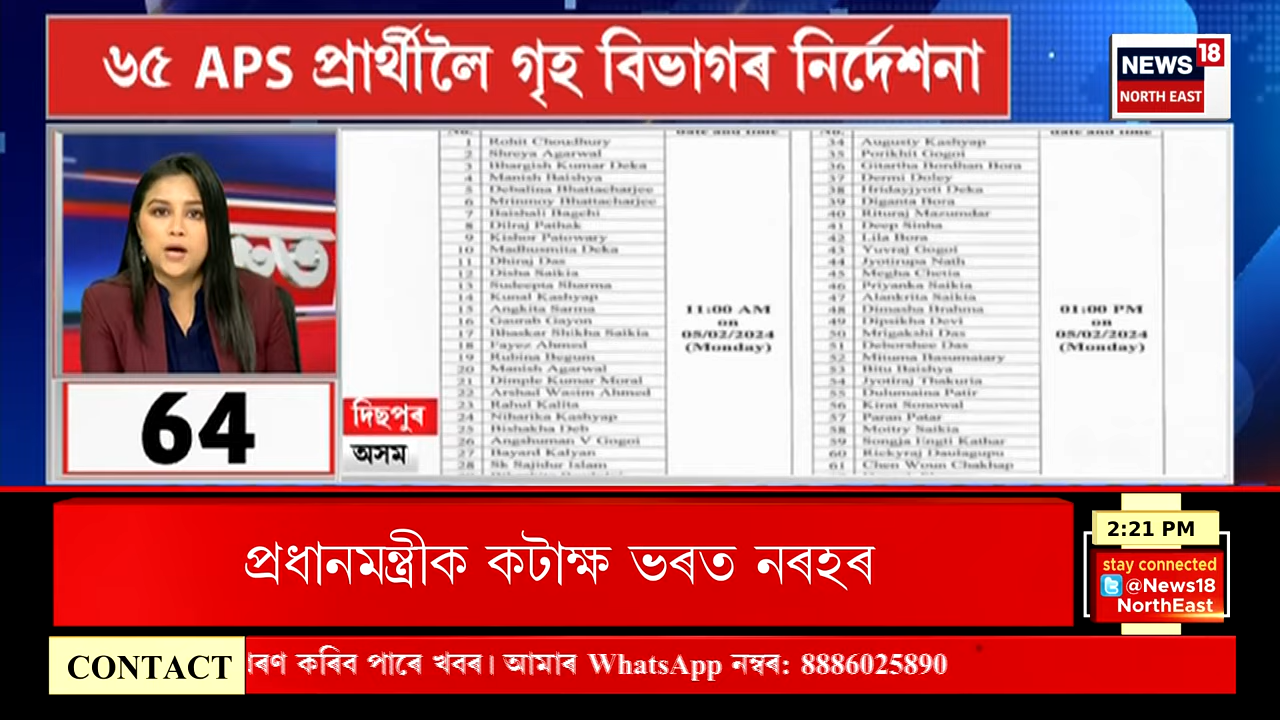 ৬৫ APS প্ৰাৰ্থীলৈ গৃহ বিভাগৰ নিৰ্দেশনা
NEWS 18
NORTH EAST
No.
date and time
1 Rohit Choudhury
2 Shreya Agarwal
3 Bhargish Kumar Deka
4 Manish Baishya
5 Debalina Bhattacharjee
6 Mrinmoy Bhattacharjee
7 Baishali Bagchi
8 Dilraj Pathak
9 Kishor Patowary
10 Madhusmita Deka
11 Dhiraj Das
12 Disha Saikia
13 Sudeepta Sharma
14 Kunal Kashyap
15 Angkita Sarma
16 Gaurab Gayon
17 Bhaskar Shikha Saikia
18 Fayez Ahmed
19 Rubina Begum
20 Manish Agarwal
21 Dimple Kumar Moral
22 Arshad Wasim Ahmed
23 Rahul Kalita
24 Niharika Kashyap
25 Bishakha Deb
26 Angshuman V Gogoi
27 Bayard Kalyan
28 Sk Sajidur Islam
11:00 AM
on
05/02/2024
(Monday)
No.
date and time
34 Augusty Kashyap
35 Porikhit Gogoi
36 Gitartha Bordhan Bora
37 Dermi Doley
38 Hridayjyoti Deka
39 Diganta Bora
40 Rituraj Mazumdar
41 Deep Sinha
42 Lila Bora
43 Yuvraj Gogoi
44 Jyotirupa Nath
45 Megha Chetia
46 Priyanka Saikia
47 Alankrita Saikia
48 Dimasha Brahma
49 Dipsikha Devi
50 Mrigakshi Das
51 Deborshee Das
52 Mituma Basumatary
53 Bitu Baishya
54 Jyotiraj Thakuria
55 Dulumaina Patir
56 Kirat Sonowal
57 Paran Patar
58 Moitry Saikia
59 Songja Engti Kathar
60 Rickyraj Daulagupu
61 Chen Woun Chakhap
01:00 PM
on
05/02/2024
(Monday)
64
দিছপুৰ
অসম
প্ৰধানমন্ত্ৰীক কটাক্ষ ভৰত নৰহৰ
2:21 PM
stay connected
@News18
NorthEast
CONTACT
ৰণ কৰিব পাৰে খবৰ। আমাৰ WhatsApp নম্বৰ: 8886025890